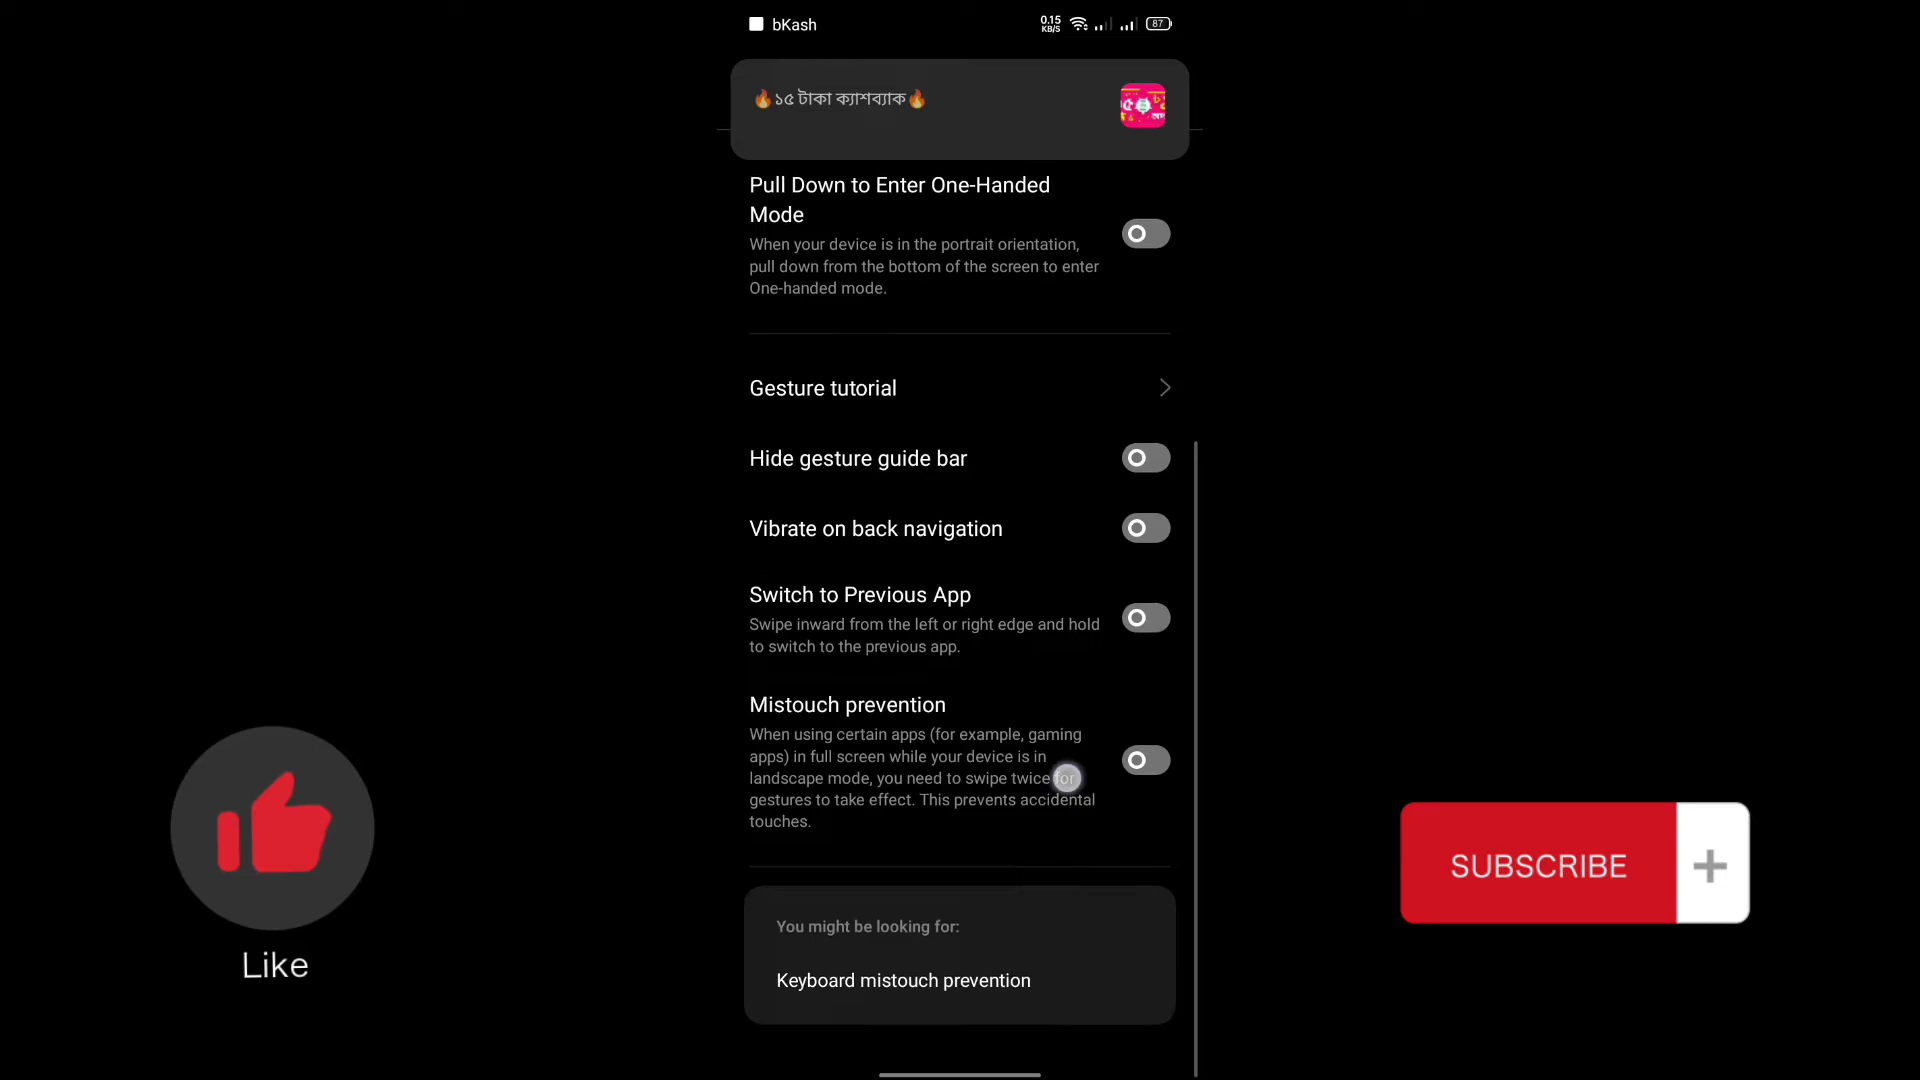 bKash
0.15
KB/S
87
🔥১৫ টাকা ক্যাশব্যাক🔥
Pull Down to Enter One-Handed
Mode
When your device is in the portrait orientation,
pull down from the bottom of the screen to enter
One-handed mode.
Gesture tutorial
Hide gesture guide bar
Vibrate on back navigation
Switch to Previous App
Swipe inward from the left or right edge and hold
to switch to the previous app.
Mistouch prevention
When using certain apps (for example, gaming
apps) in full screen while your device is in
landscape mode, you need to swipe twice for
gestures to take effect. This prevents accidental
touches.
You might be looking for:
Keyboard mistouch prevention
Like
SUBSCRIBE